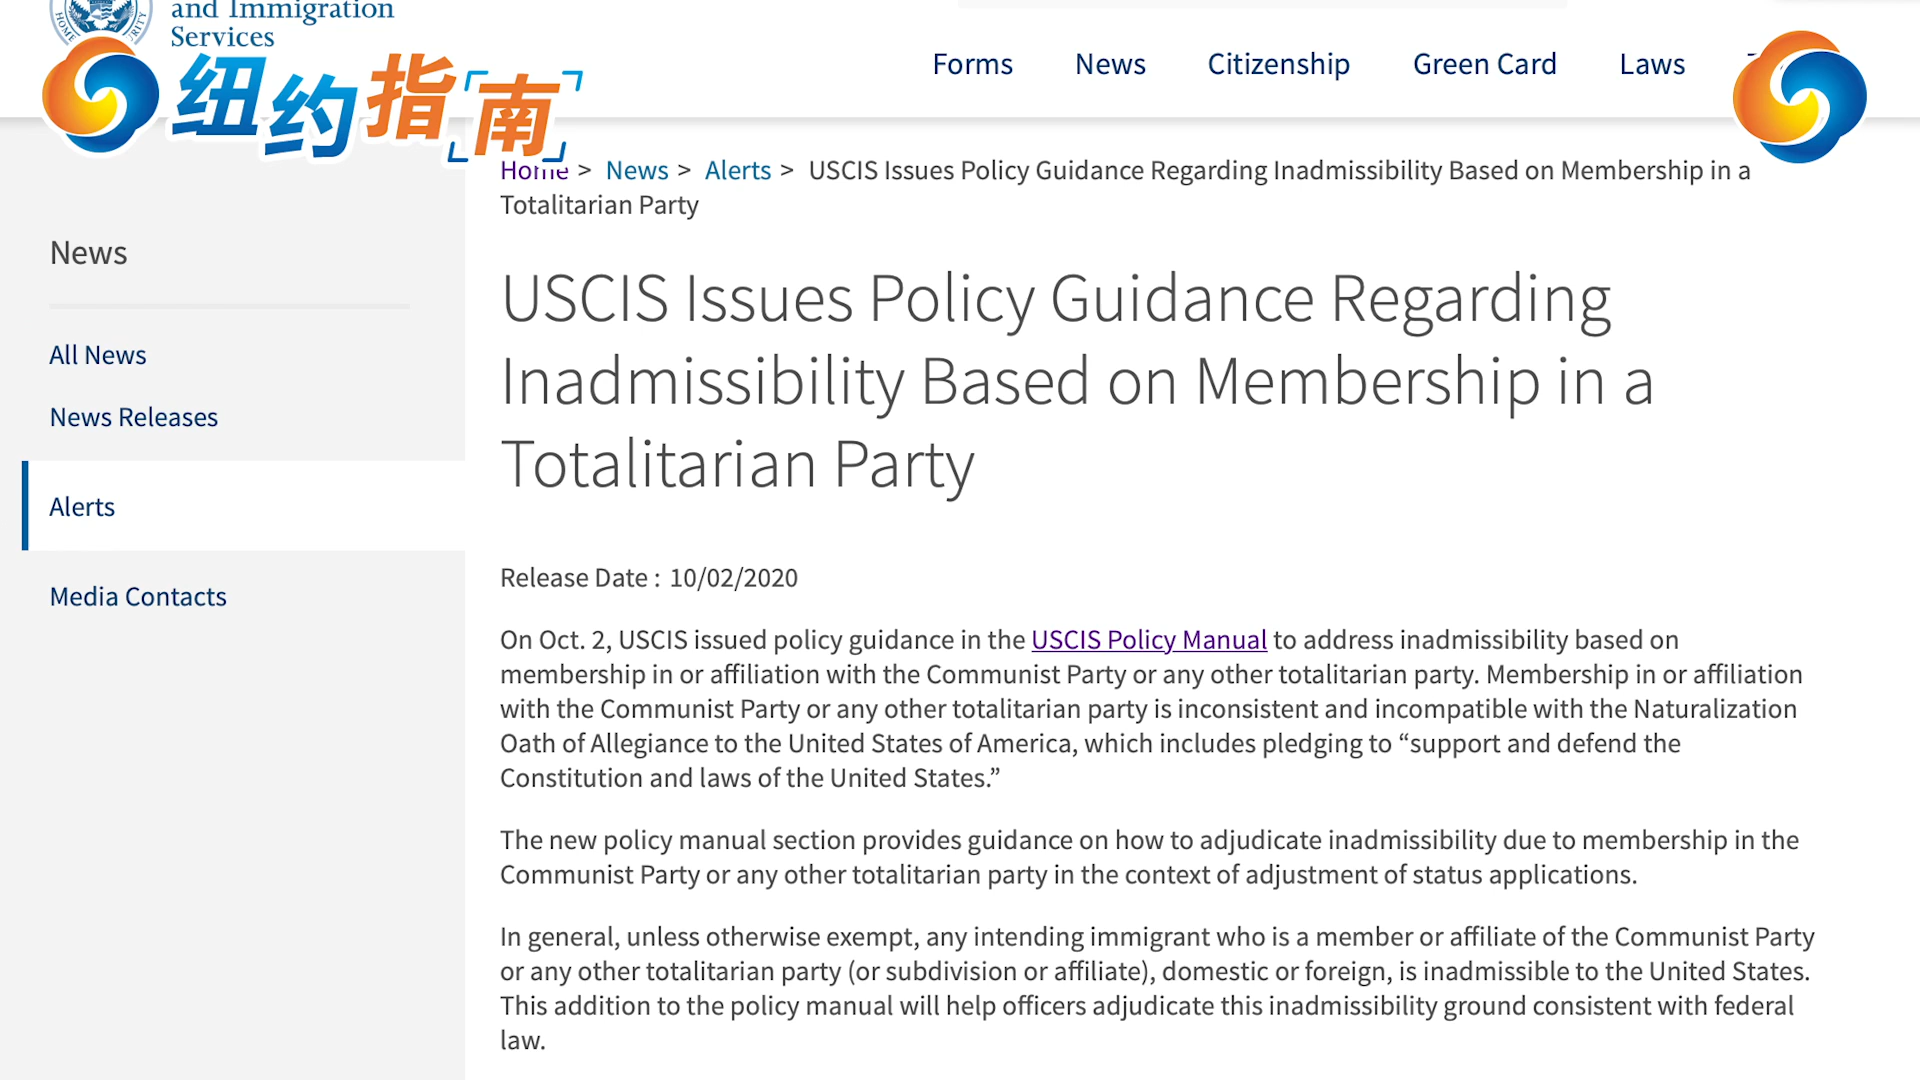 and Immigration
Services
HOME
纽约指南
Forms
News
Citizenship
Green Card
Laws
Home > News > Alerts > USCIS Issues Policy Guidance Regarding Inadmissibility Based on Membership in a
Totalitarian Party
News
All News
News Releases
Alerts
Media Contacts
USCIS Issues Policy Guidance Regarding
Inadmissibility Based on Membership in a
Totalitarian Party
Release Date : 10/02/2020
On Oct. 2, USCIS issued policy guidance in the USCIS Policy Manual to address inadmissibility based on
membership in or affiliation with the Communist Party or any other totalitarian party. Membership in or affiliation
with the Communist Party or any other totalitarian party is inconsistent and incompatible with the Naturalization
Oath of Allegiance to the United States of America, which includes pledging to “support and defend the
Constitution and laws of the United States.”
The new policy manual section provides guidance on how to adjudicate inadmissibility due to membership in the
Communist Party or any other totalitarian party in the context of adjustment of status applications.
In general, unless otherwise exempt, any intending immigrant who is a member or affiliate of the Communist Party
or any other totalitarian party (or subdivision or affiliate), domestic or foreign, is inadmissible to the United States.
This addition to the policy manual will help officers adjudicate this inadmissibility ground consistent with federal
law.